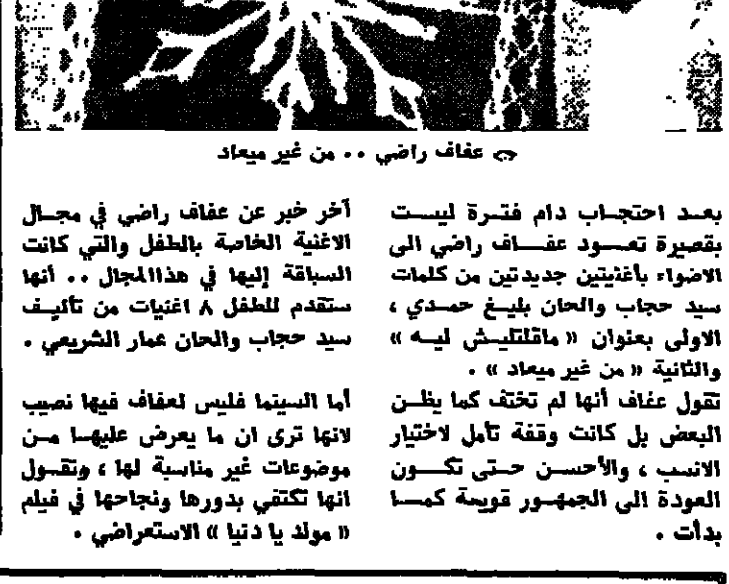 عفاف راضي .. من غير ميعاد
بعد احتجاب دام فترة ليست
بقصيرة تعود عفاف راضي الى
الاضواء بأغنيتين جديدتين من كلمات
سيد حجاب والحان بليغ حمدي ،
الاولى بعنوان « ماقلتليش ليه »
والثانية « من غير ميعاد » .
تقول عفاف أنها لم تختف كما يظن
البعض بل كانت وقفة تأمل لاختيار
الانسب ، والأحسن حتى تكون
العودة الى الجمهور قوية كما
بدأت .
آخر خبر عن عفاف راضي في مجال
الاغنية الخاصة بالطفل والتي كانت
السباقة إليها في هذاالمجال .. أنها
ستقدم للطفل ٨ اغنيات من تأليف
سيد حجاب والحان عمار الشريعي .
أما السينما فليس لعفاف فيها نصيب
لانها ترى ان ما يعرض عليها من
موضوعات غير مناسبة لها ، وتقول
انها تكتفي بدورها ونجاحها في فيلم
« مولد يا دنيا » الاستعراضي .